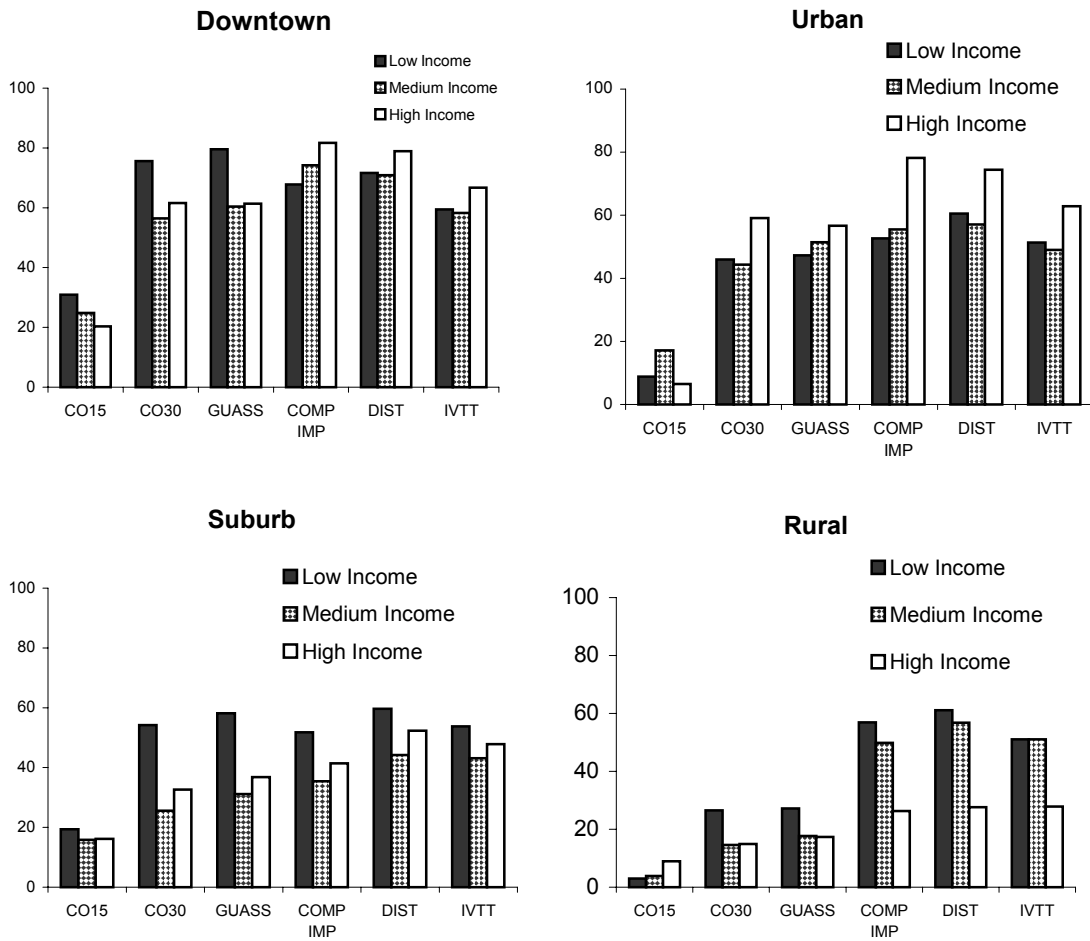 Downtown
Low Income
Medium Income
High Income
100
80
60
40
20
0
CO15 CO30 GUASS COMP IMP DIST IVTT
Urban
Low Income
Medium Income
High Income
100
80
60
40
20
0
CO15 CO30 GUASS COMP IMP DIST IVTT
Suburb
Low Income
Medium Income
High Income
100
80
60
40
20
0
CO15 CO30 GUASS COMP IMP DIST IVTT
Rural
Low Income
Medium Income
High Income
100
80
60
40
20
0
CO15 CO30 GUASS COMP IMP DIST IVTT